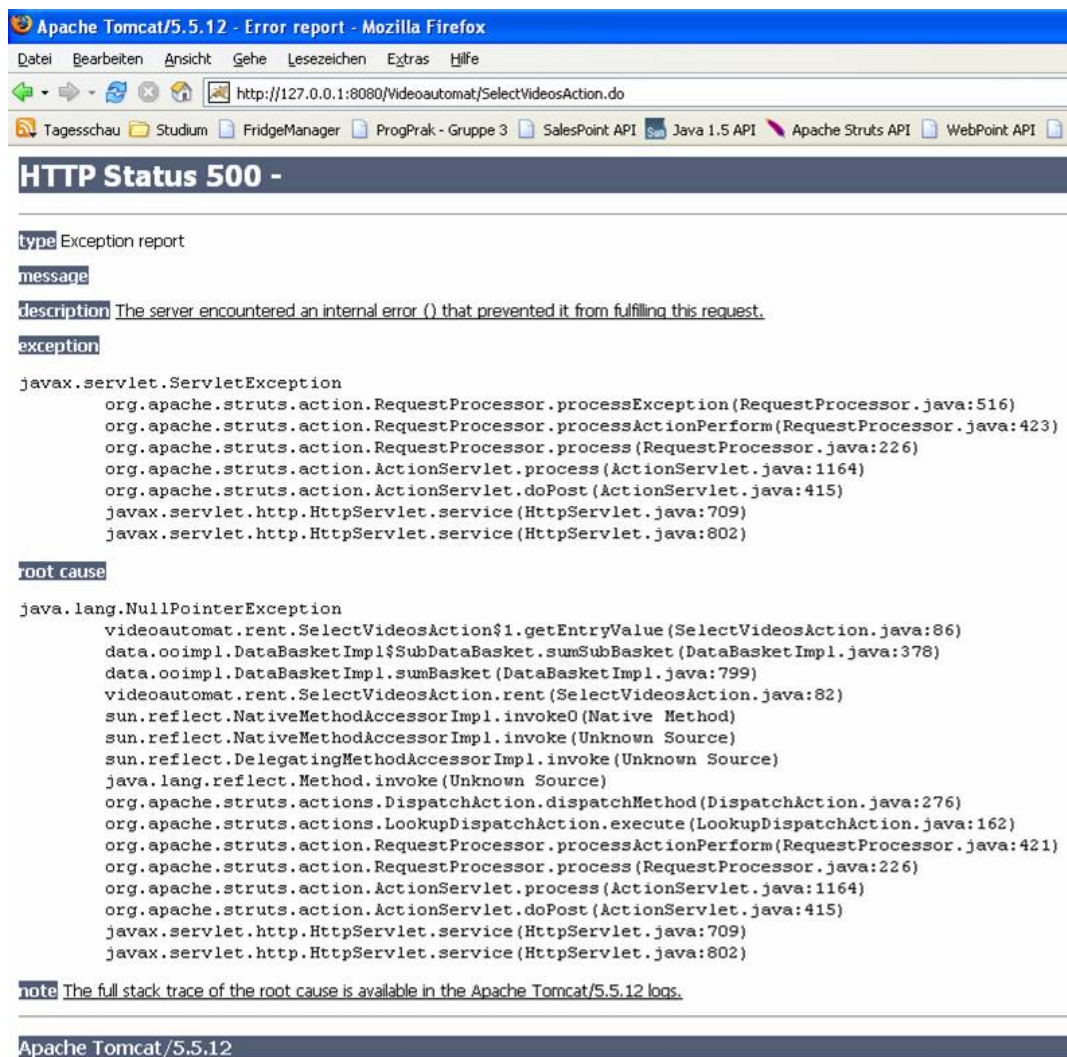 Apache Tomcat/5.5.12 - Error report - Mozilla Firefox
Datei Bearbeiten Ansicht Gehe Lesezeichen Extras Hilfe
http://127.0.0.1:8080/Videoautomat/SelectVideosAction.do
Tagesschau Studium FridgeManager ProgPrak - Gruppe 3 SalesPoint API Sun Java 1.5 API Apache Struts API WebPoint API
HTTP Status 500 -
type Exception report
message
description The server encountered an internal error () that prevented it from fulfilling this request.
exception
javax.servlet.ServletException
org.apache.struts.action.RequestProcessor.processException(RequestProcessor.java:516)
org.apache.struts.action.RequestProcessor.processActionPerform(RequestProcessor.java:423)
org.apache.struts.action.RequestProcessor.process(RequestProcessor.java:226)
org.apache.struts.action.ActionServlet.process(ActionServlet.java:1164)
org.apache.struts.action.ActionServlet.doPost(ActionServlet.java:415)
javax.servlet.http.HttpServlet.service(HttpServlet.java:709)
javax.servlet.http.HttpServlet.service(HttpServlet.java:802)
root cause
java.lang.NullPointerException
videoautomat.rent.SelectVideosAction$1.getEntryValue(SelectVideosAction.java:86)
data.ooimpl.DataBasketImpl$SubDataBasket.sumSubBasket(DataBasketImpl.java:378)
data.ooimpl.DataBasketImpl.sumBasket(DataBasketImpl.java:799)
videoautomat.rent.SelectVideosAction.rent(SelectVideosAction.java:82)
sun.reflect.NativeMethodAccessorImpl.invoke0(Native Method)
sun.reflect.NativeMethodAccessorImpl.invoke(Unknown Source)
sun.reflect.DelegatingMethodAccessorImpl.invoke(Unknown Source)
java.lang.reflect.Method.invoke(Unknown Source)
org.apache.struts.actions.DispatchAction.dispatchMethod(DispatchAction.java:276)
org.apache.struts.actions.LookupDispatchAction.execute(LookupDispatchAction.java:162)
org.apache.struts.action.RequestProcessor.processActionPerform(RequestProcessor.java:421)
org.apache.struts.action.RequestProcessor.process(RequestProcessor.java:226)
org.apache.struts.action.ActionServlet.process(ActionServlet.java:1164)
org.apache.struts.action.ActionServlet.doPost(ActionServlet.java:415)
javax.servlet.http.HttpServlet.service(HttpServlet.java:709)
javax.servlet.http.HttpServlet.service(HttpServlet.java:802)
note The full stack trace of the root cause is available in the Apache Tomcat/5.5.12 logs.
Apache Tomcat/5.5.12